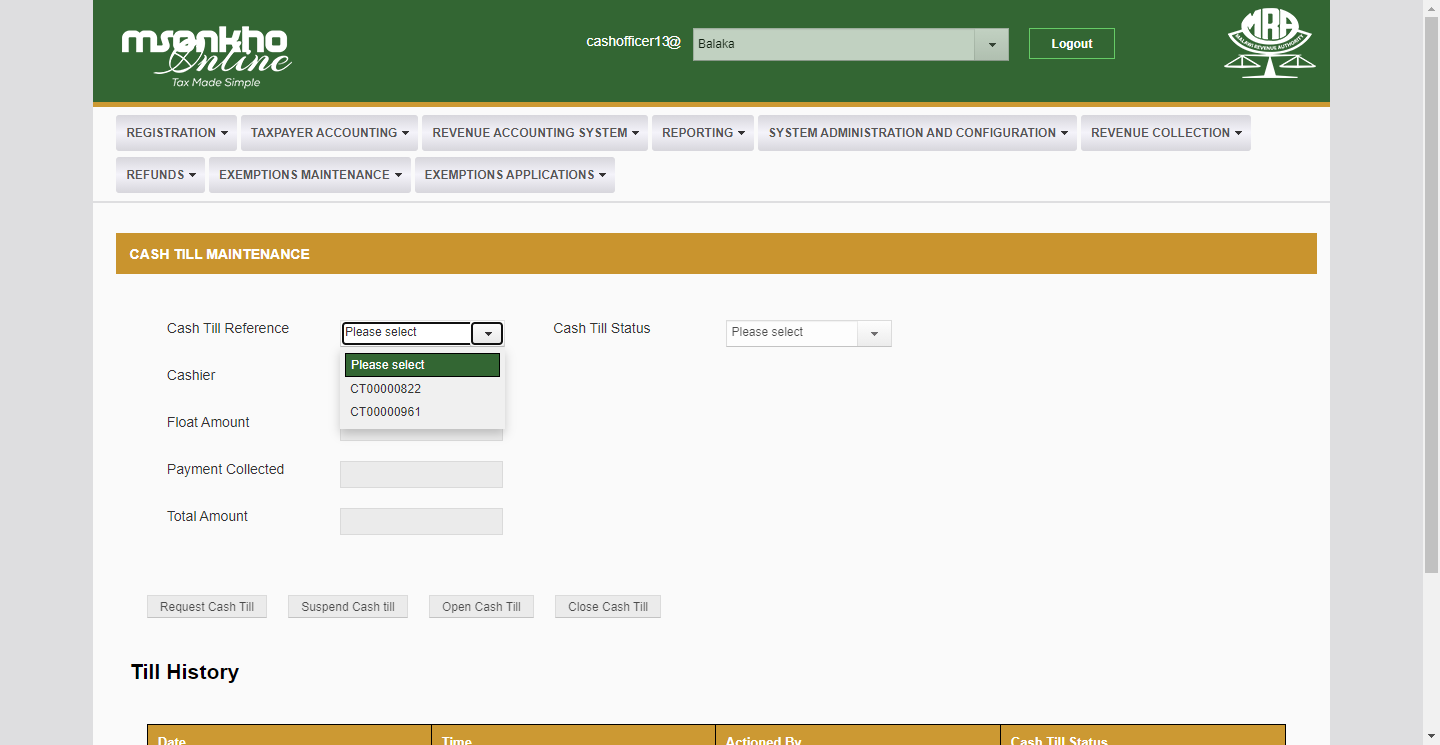 msonkho
Online
Tax Made Simple
cashofficer13@
Balaka
Logout
MRA
MALAWI REVENUE AUTHORITY
REGISTRATION
TAXPAYER ACCOUNTING
REVENUE ACCOUNTING SYSTEM
REPORTING
SYSTEM ADMINISTRATION AND CONFIGURATION
REVENUE COLLECTION
REFUNDS
EXEMPTIONS MAINTENANCE
EXEMPTIONS APPLICATIONS
CASH TILL MAINTENANCE
Cash Till Reference
Please select
Cash Till Status
Please select
Please select
CT00000822
CT00000961
Cashier
Float Amount
Payment Collected
Total Amount
Request Cash Till
Suspend Cash till
Open Cash Till
Close Cash Till
Till History
Date
Time
Actioned By
Cash Till Status